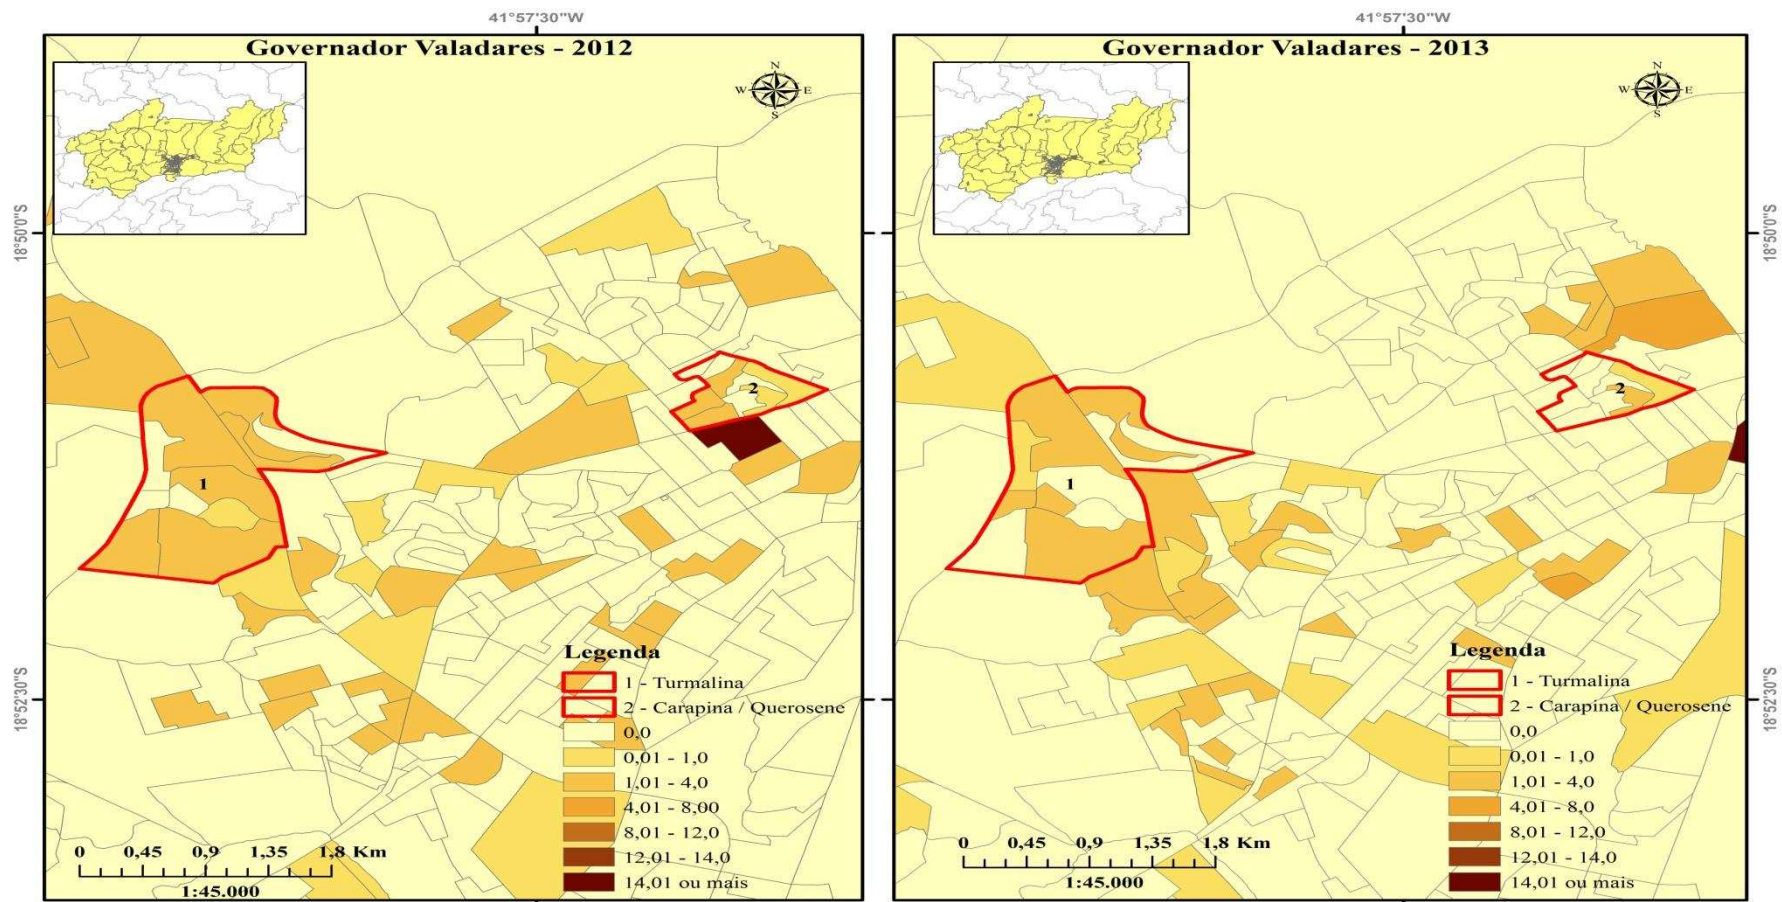 41°57'30"W
41°57'30"W
Governador Valadares - 2012
N
W
E
S
18°50'0"S
18°52'30"S
1
2
Legenda
1 - Turmalina
2 - Carapina / Querosene
0,0
0,01 - 1,0
1,01 - 4,0
4,01 - 8,00
8,01 - 12,0
12,01 - 14,0
14,01 ou mais
0 0,45 0,9 1,35 1,8 Km
1:45.000
Governador Valadares - 2013
N
W
E
S
18°50'0"S
18°52'30"S
1
2
Legenda
1 - Turmalina
2 - Carapina / Querosene
0,0
0,01 - 1,0
1,01 - 4,0
4,01 - 8,0
8,01 - 12,0
12,01 - 14,0
14,01 ou mais
0 0,45 0,9 1,35 1,8 Km
1:45.000